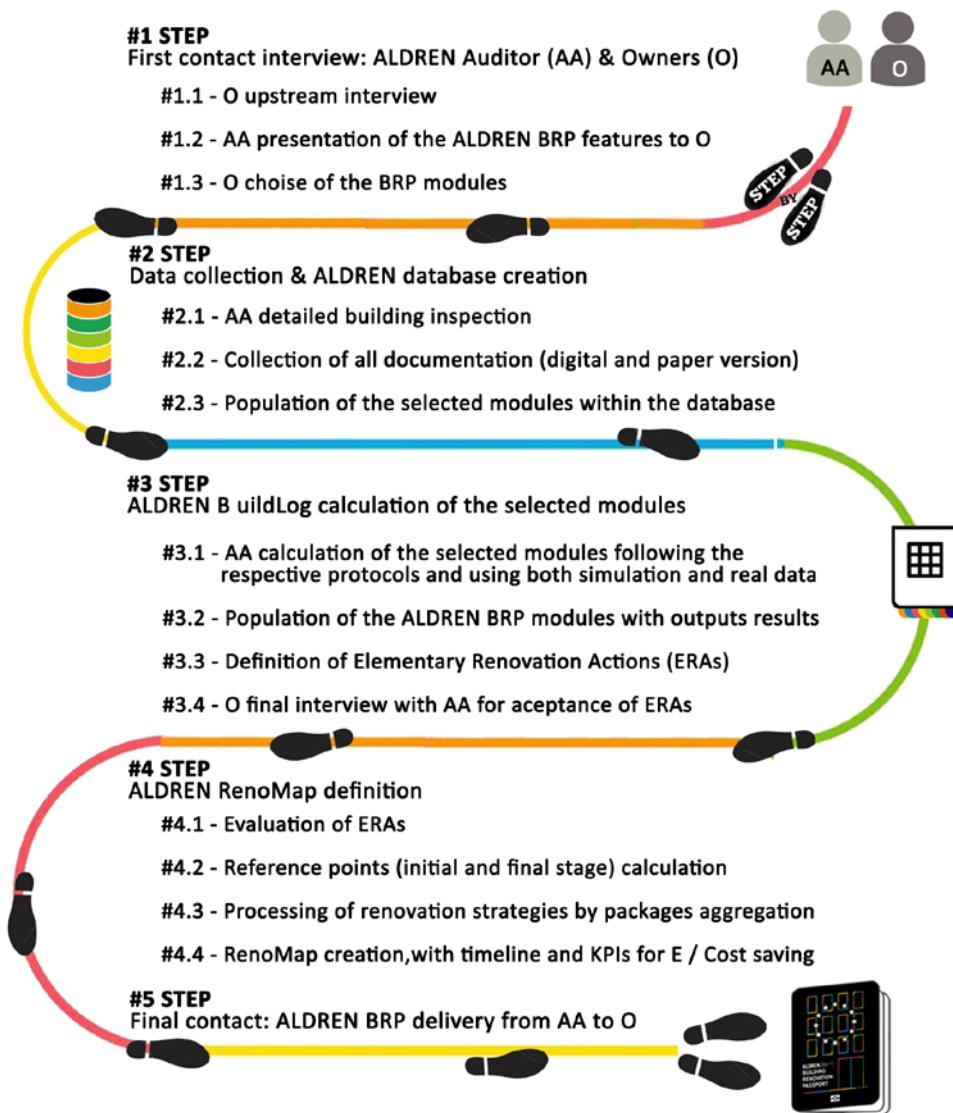 #1 STEP
First contact interview: ALDREN Auditor (AA) & Owners (O)
AA
O
#1.1 - O upstream interview
#1.2 - AA presentation of the ALDREN BRP features to O
#1.3 - O choise of the BRP modules
STEP
BY
STEP
#2 STEP
Data collection & ALDREN database creation
#2.1 - AA detailed building inspection
#2.2 - Collection of all documentation (digital and paper version)
#2.3 - Population of the selected modules within the database
#3 STEP
ALDREN B uildLog calculation of the selected modules
#3.1 - AA calculation of the selected modules following the
respective protocols and using both simulation and real data
#3.2 - Population of the ALDREN BRP modules with outputs results
#3.3 - Definition of Elementary Renovation Actions (ERAs)
#3.4 - O final interview with AA for aceptance of ERAs
#4 STEP
ALDREN RenoMap definition
#4.1 - Evaluation of ERAs
#4.2 - Reference points (initial and final stage) calculation
#4.3 - Processing of renovation strategies by packages aggregation
#4.4 - RenoMap creation,with timeline and KPIs for E / Cost saving
#5 STEP
Final contact: ALDREN BRP delivery from AA to O
ALDREN
BUILDING
RENOVATION
PASSPORT